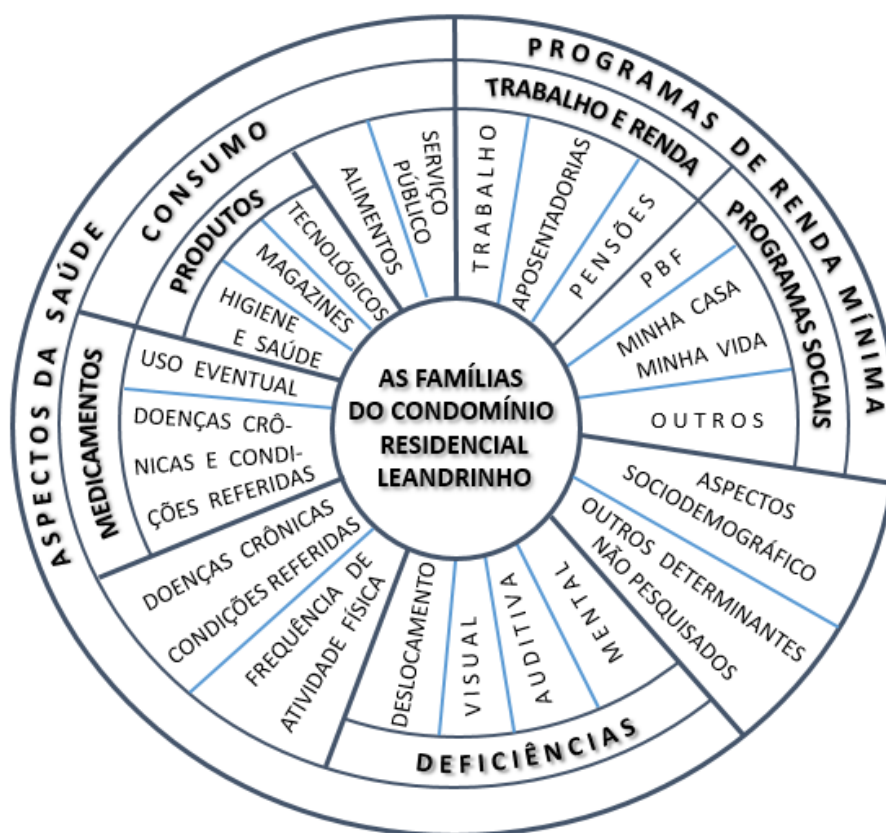 PROGRAMAS DE RENDA MÍNIMA
TRABALHO E RENDA
TRABALHO
APOSENTADORIAS
PENSÕES
PROGRAMAS SOCIAIS
PBF
MINHA CASA
MINHA VIDA
OUTROS
ASPECTOS
SOCIODEMOGRÁFICO
OUTROS DETERMINANTES
NÃO PESQUISADOS
ASPECTOS DA SAÚDE
CONSUMO
SERVIÇO
PÚBLICO
ALIMENTOS
PRODUTOS
TECNOLÓGICOS
MAGAZINES
HIGIENE
E SAÚDE
MEDICAMENTOS
USO EVENTUAL
DOENÇAS CRÔ-
NICAS E CONDI-
ÇÕES REFERIDAS
DOENÇAS CRÔNICAS
CONDIÇÕES REFERIDAS
FREQUÊNCIA DE
ATIVIDADE FÍSICA
DEFICIÊNCIAS
DESLOCAMENTO
VISUAL
AUDITIVA
MENTAL
AS FAMÍLIAS
DO CONDOMÍNIO
RESIDENCIAL
LEANDRINHO